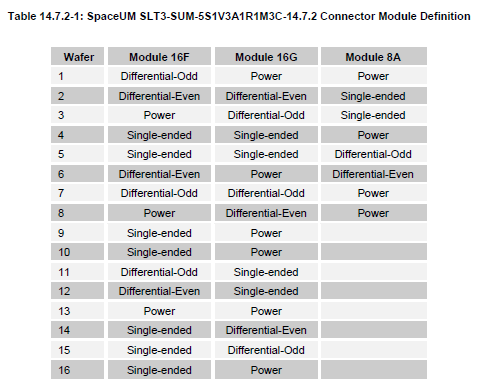 Table 14.7.2-1: SpaceUM SLT3-SUM-5S1V3A1R1M3C-14.7.2 Connector Module Definition
Wafer Module 16F Module 16G Module 8A
1 Differential-Odd Power Power
2 Differential-Even Differential-Even Single-ended
3 Power Differential-Odd Single-ended
4 Single-ended Single-ended Power
5 Single-ended Single-ended Differential-Odd
6 Differential-Even Power Differential-Even
7 Differential-Odd Differential-Odd Power
8 Power Differential-Even Power
9 Single-ended Power
10 Single-ended Power
11 Differential-Odd Single-ended
12 Differential-Even Single-ended
13 Power Power
14 Single-ended Differential-Even
15 Single-ended Differential-Odd
16 Single-ended Power